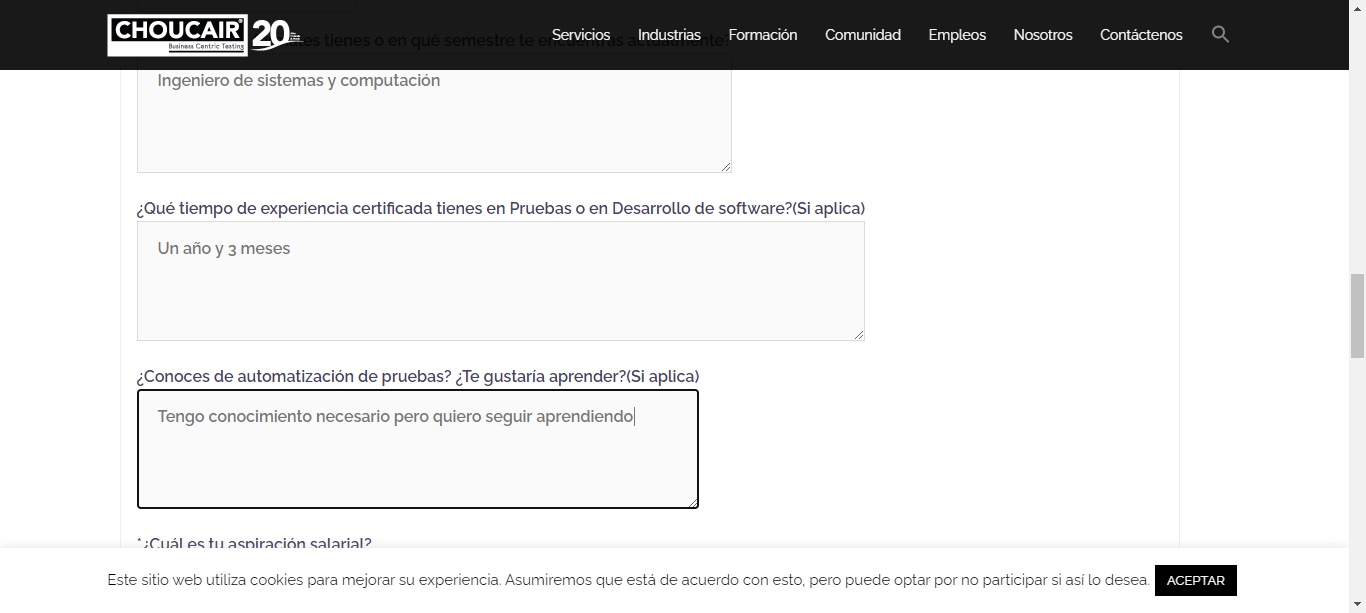 CHOUCAIR
Business Centric Testing
20
Servicios
Industrias
Formación
Comunidad
Empleos
Nosotros
Contáctenos
es tienes o en qué semestre te encuentras actualmente?
Ingeniero de sistemas y computación
¿Qué tiempo de experiencia certificada tienes en Pruebas o en Desarrollo de software?(Si aplica)
Un año y 3 meses
¿Conoces de automatización de pruebas? ¿Te gustaría aprender?(Si aplica)
Tengo conocimiento necesario pero quiero seguir aprendiendo
*¿Cuál es tu aspiración salarial?
Este sitio web utiliza cookies para mejorar su experiencia. Asumiremos que está de acuerdo con esto, pero puede optar por no participar si así lo desea.
ACEPTAR